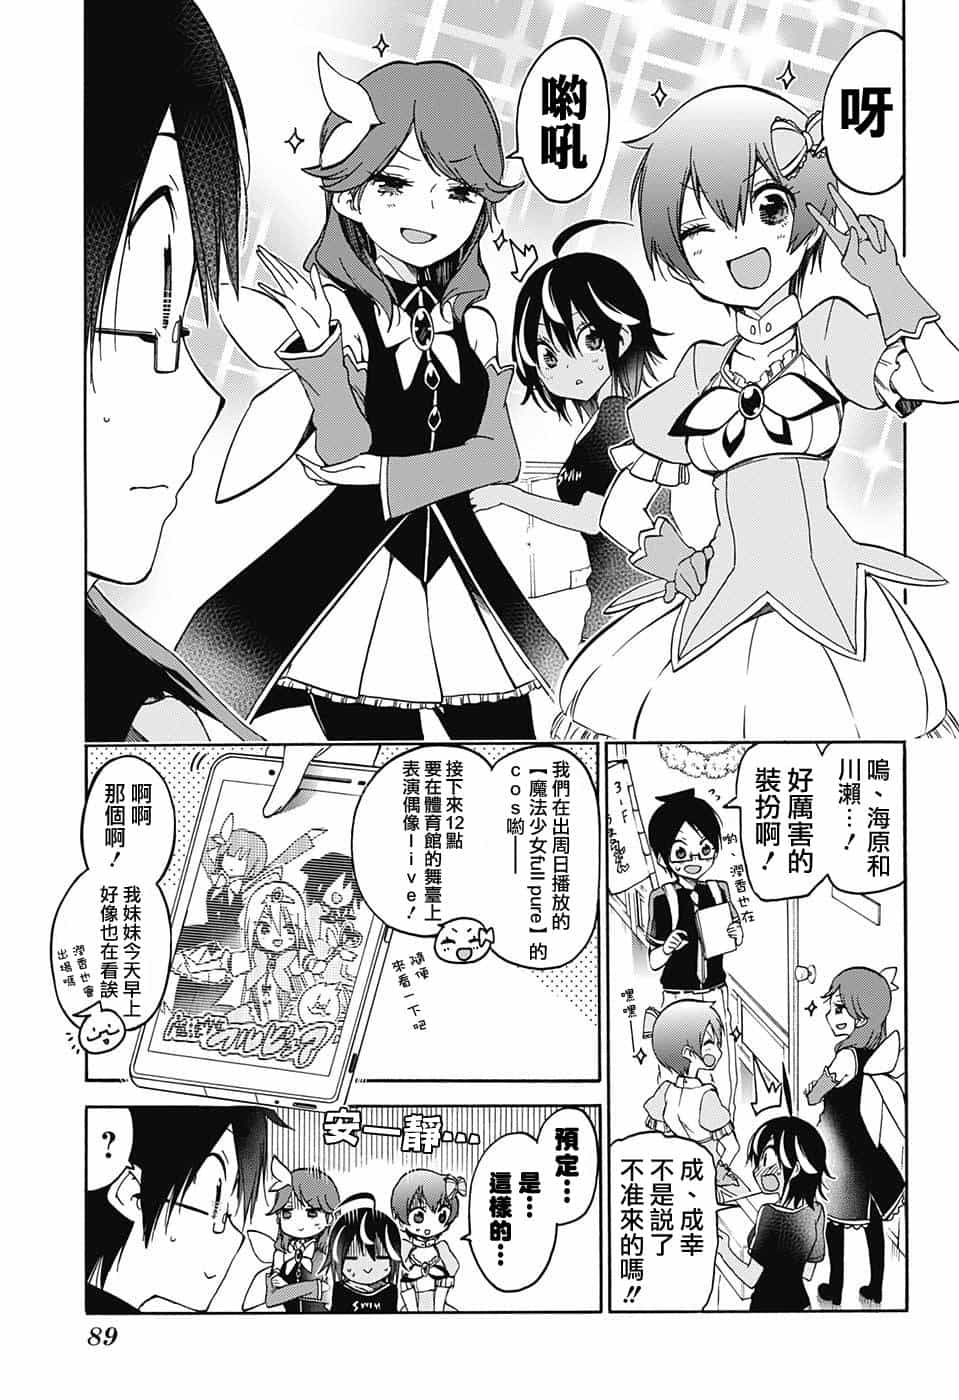 呀
喲吼
SWIM
嗚、海原和
川瀨…！
好厲害的
裝扮啊！
3-F
喲、潤香也在
嘿嘿—
成、成幸
不是說了
不准來的嗎!!
我們在出周日播放的
【魔法少女full pure】的
cos喲——
接下來12點
要在體育館的舞臺上
表演偶像live！
隨便
來看一下吧
啊啊
那個啊！
我妹妹今天早上
好像也在看誒
潤香也會
出場嗎
預定…
是…
這樣的…
安—靜…
SWIM
？
89